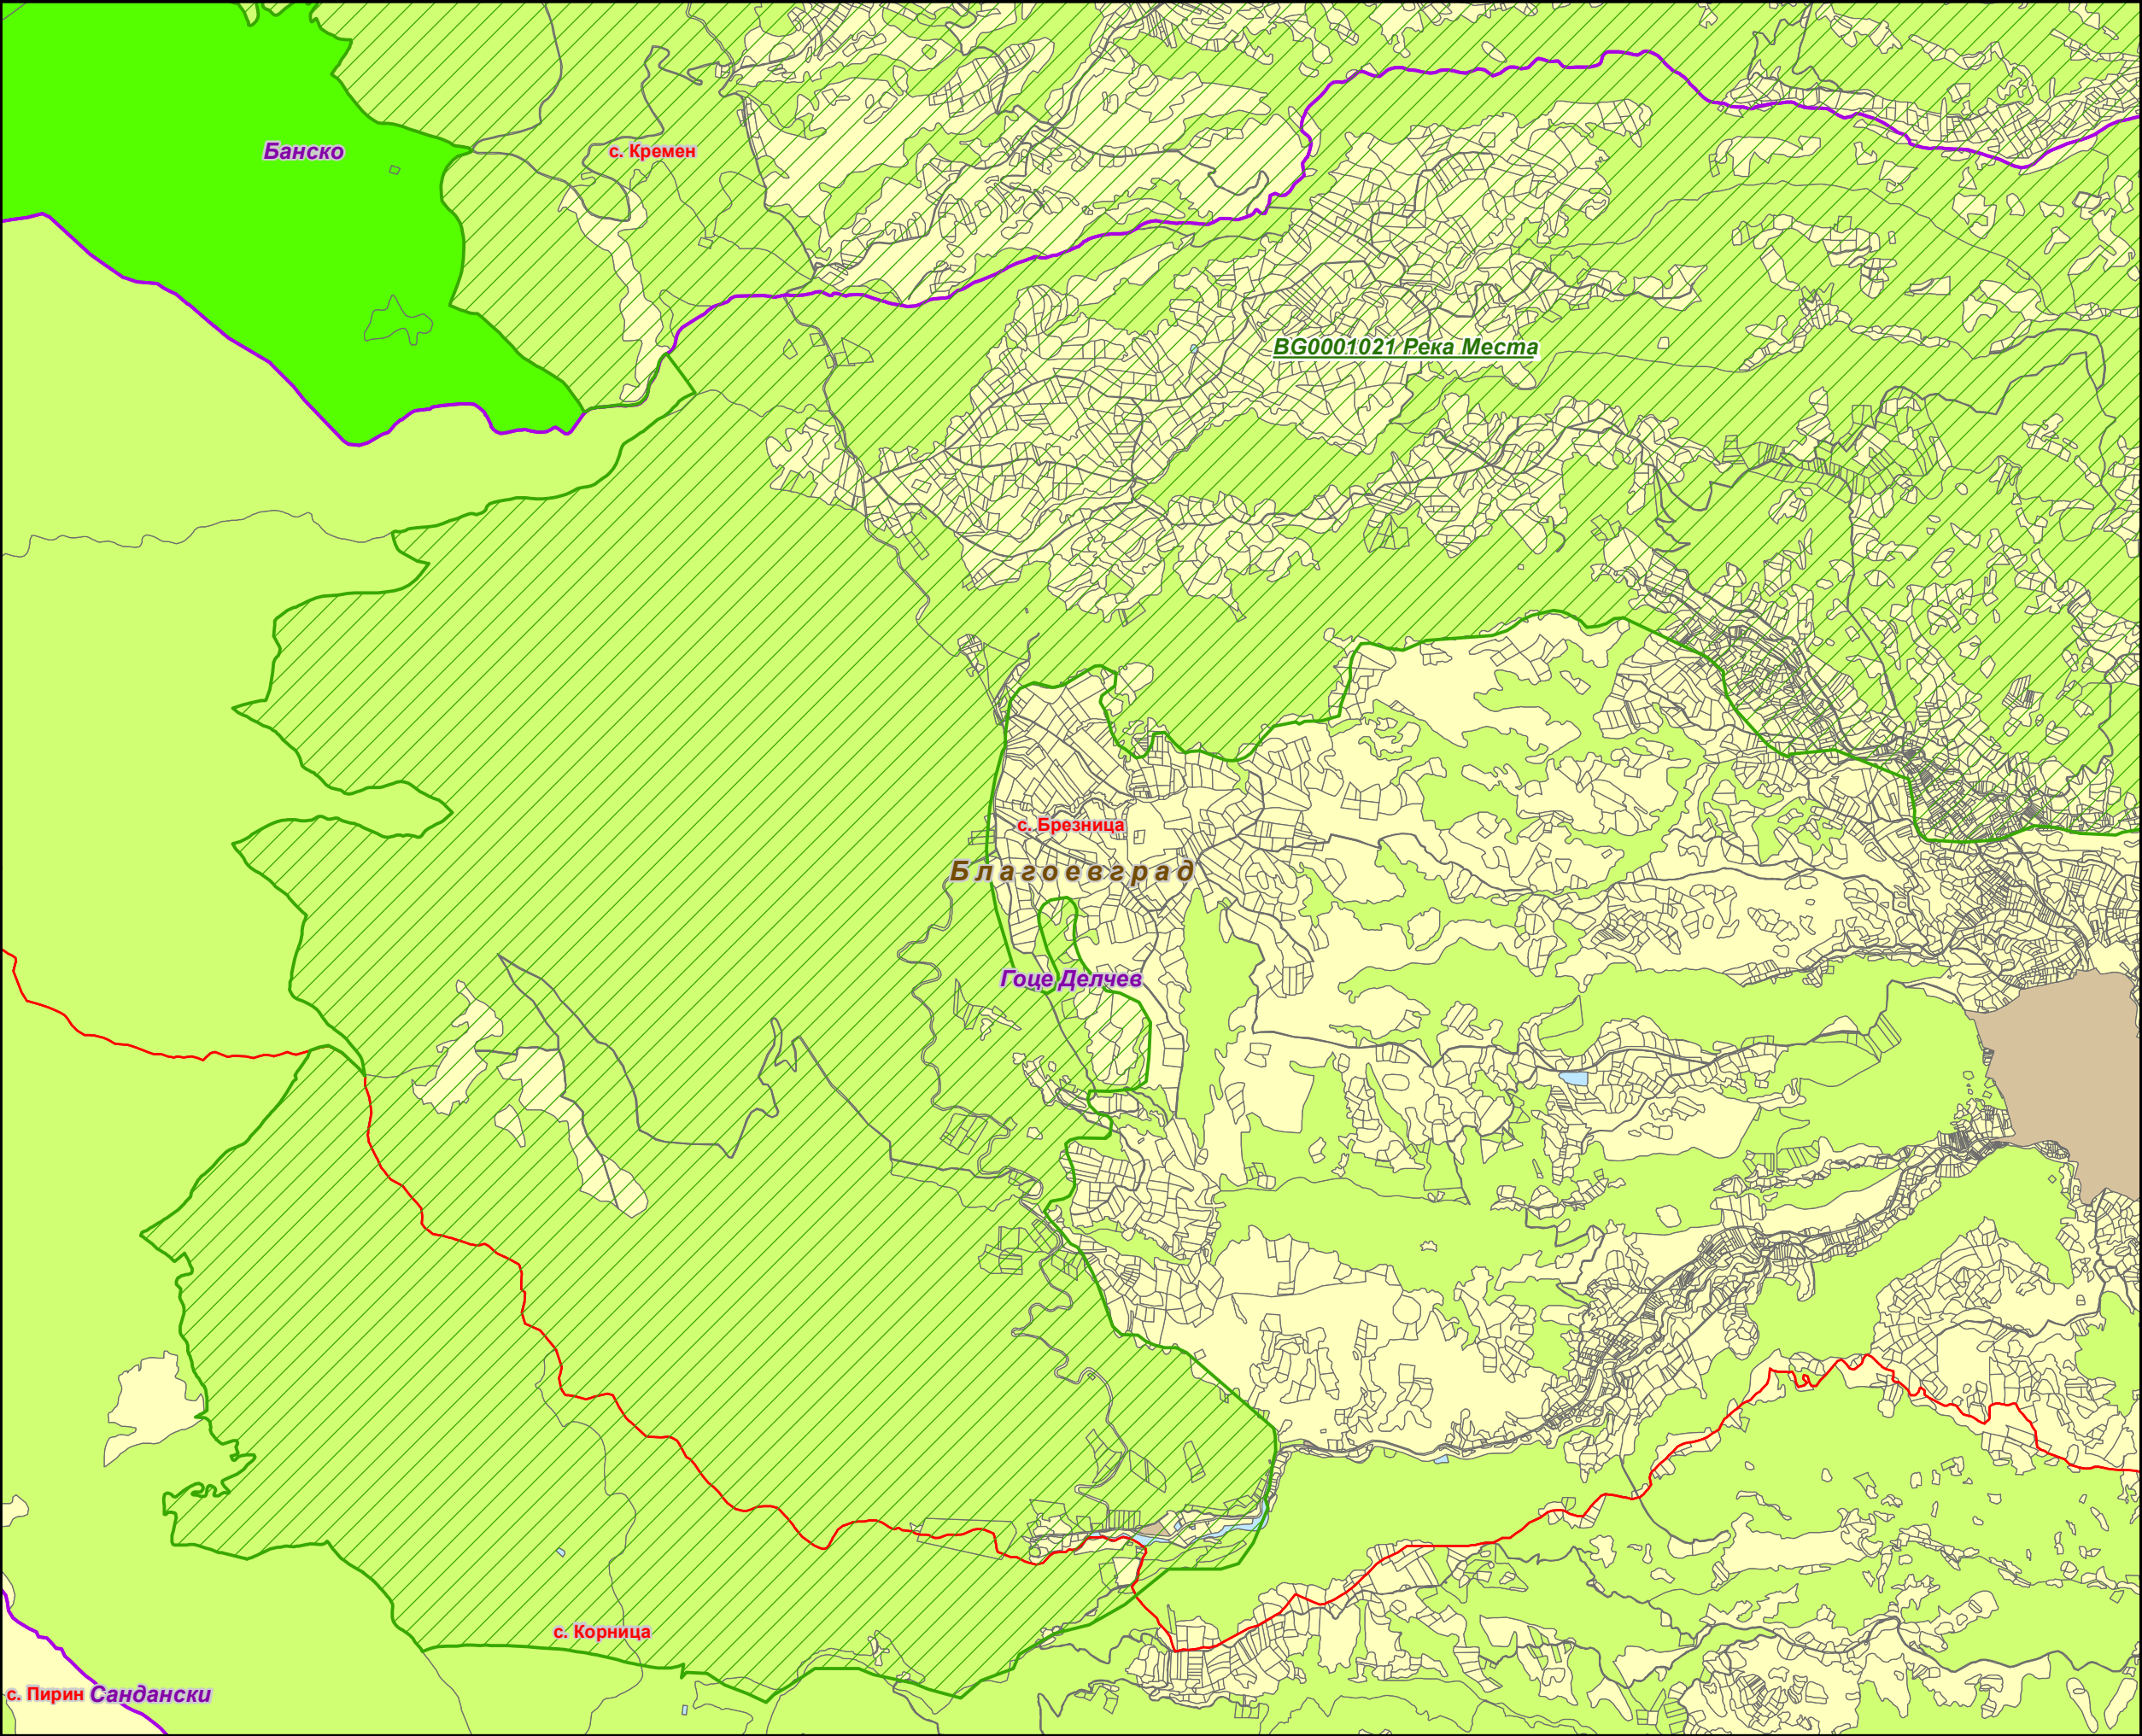 Банско
с. Кремен
BG0001021 Река Места
с. Брезница
Благоевград
Гоце Делчев
с. Корница
с. Пирин
Сандански